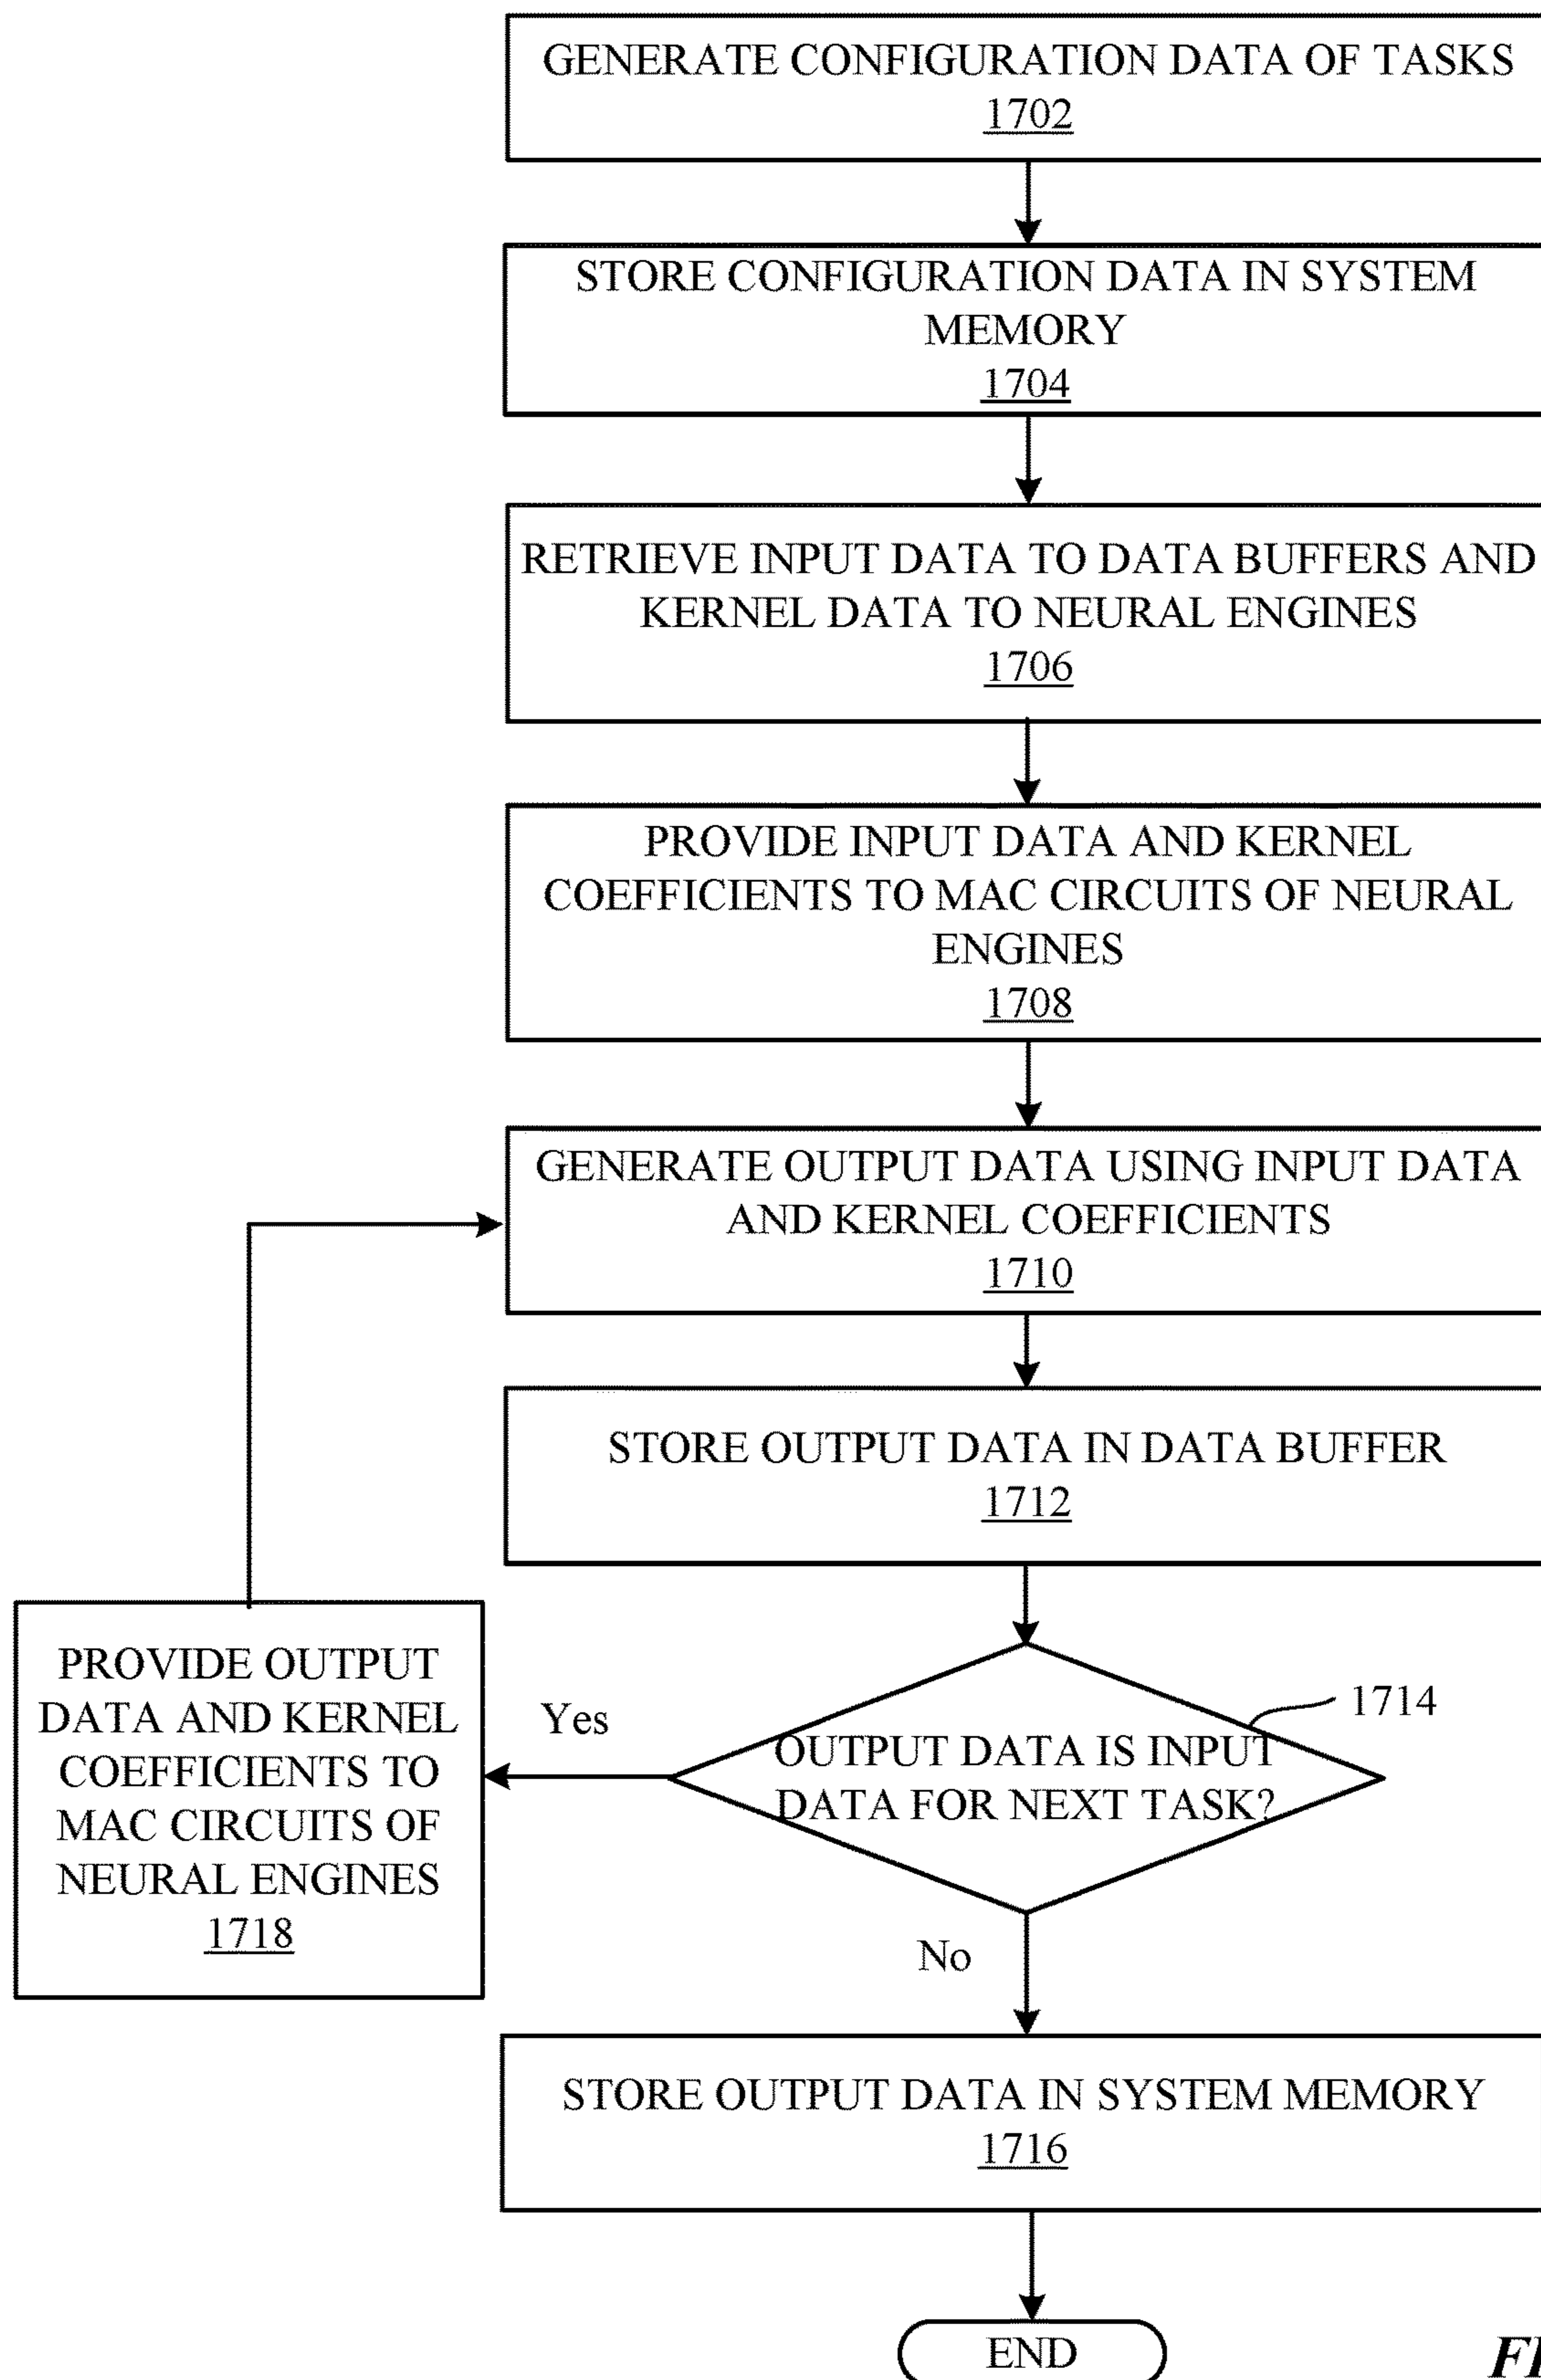 GENERATE CONFIGURATION DATA OF TASKS
1702
STORE CONFIGURATION DATA IN SYSTEM
MEMORY
1704
RETRIEVE INPUT DATA TO DATA BUFFERS AND
KERNEL DATA TO NEURAL ENGINES
1706
PROVIDE INPUT DATA AND KERNEL
COEFFICIENTS TO MAC CIRCUITS OF NEURAL
ENGINES
1708
GENERATE OUTPUT DATA USING INPUT DATA
AND KERNEL COEFFICIENTS
1710
STORE OUTPUT DATA IN DATA BUFFER
1712
PROVIDE OUTPUT
DATA AND KERNEL
COEFFICIENTS TO
MAC CIRCUITS OF
NEURAL ENGINES
1718
Yes
1714
OUTPUT DATA IS INPUT
DATA FOR NEXT TASK?
No
STORE OUTPUT DATA IN SYSTEM MEMORY
1716
END